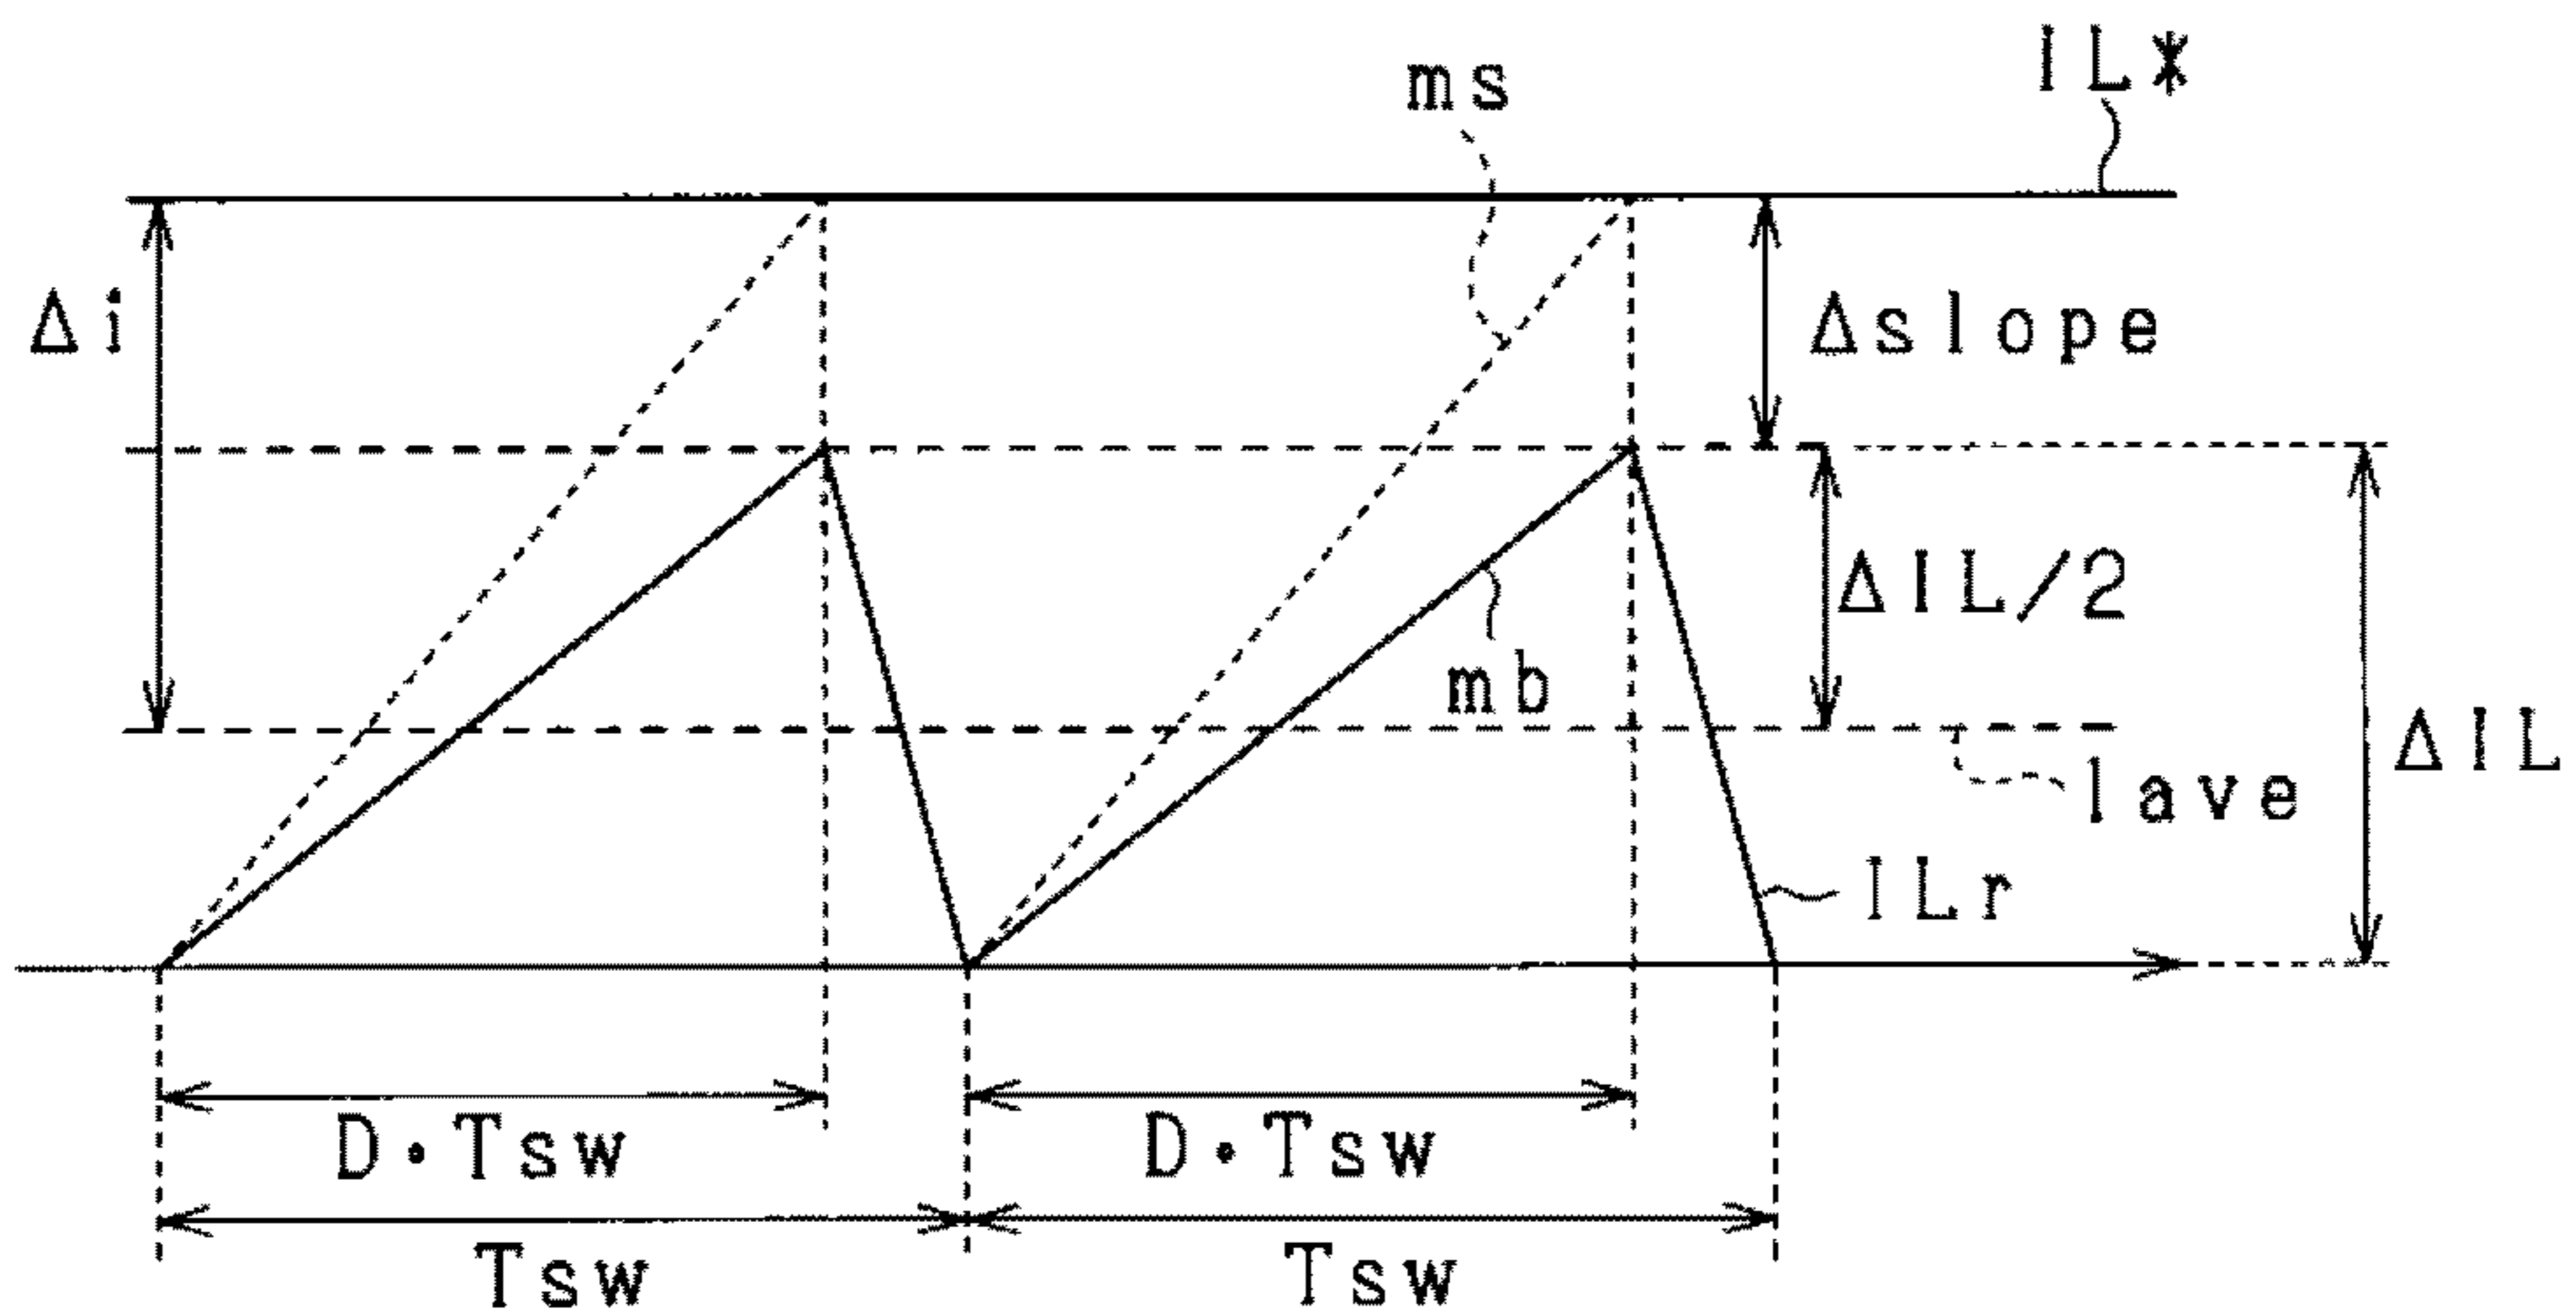 IL*
ms
Δi
Δslope
ΔIL/2
mb
ΔIL
Iave
ILr
D・Tsw
D・Tsw
Tsw
Tsw